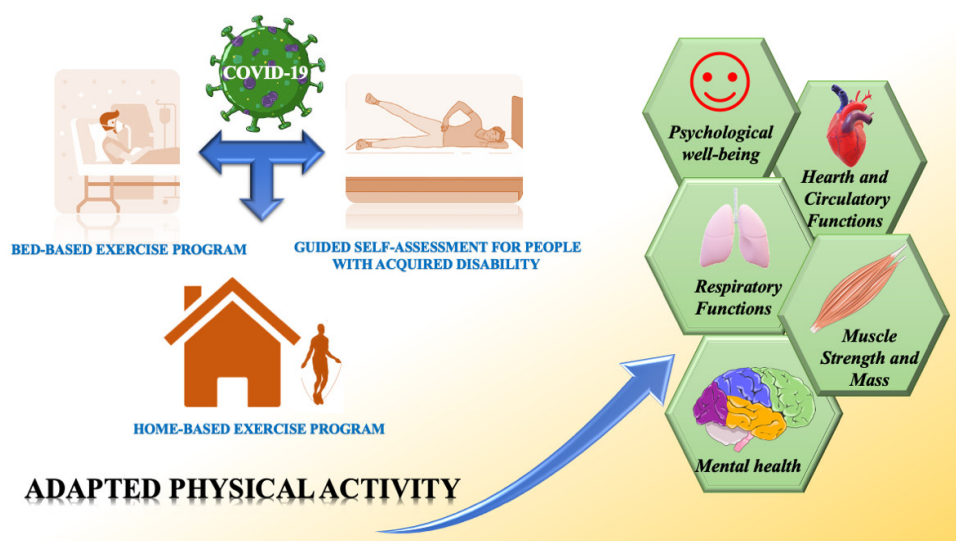 COVID-19
BED-BASED EXERCISE PROGRAM
GUIDED SELF-ASSESSMENT FOR PEOPLE
WITH ACQUIRED DISABILITY
HOME-BASED EXERCISE PROGRAM
ADAPTED PHYSICAL ACTIVITY
Psychological
well-being
Hearth and
Circulatory
Functions
Respiratory
Functions
Muscle
Strength and
Mass
Mental health